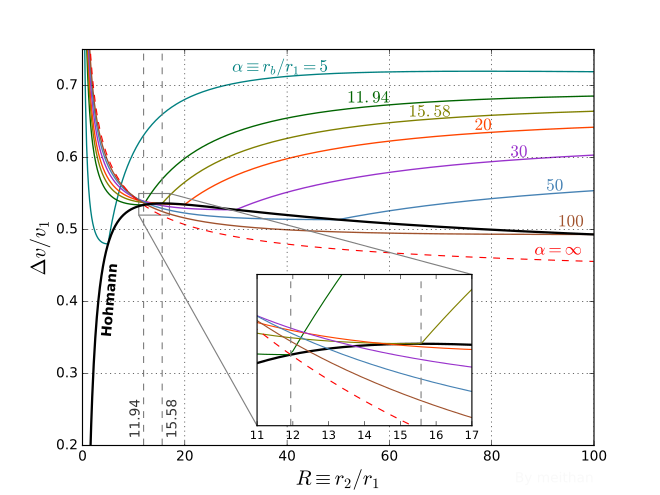 α ≡ r_b/r_1 = 5
11.94
15.58
20
30
50
100
α = ∞
Hohmann
11.94
15.58
0.7
0.6
0.5
0.4
0.3
0.2
Δv/v_1
11 12 13 14 15 16 17
0 20 40 60 80 100
R ≡ r_2/r_1